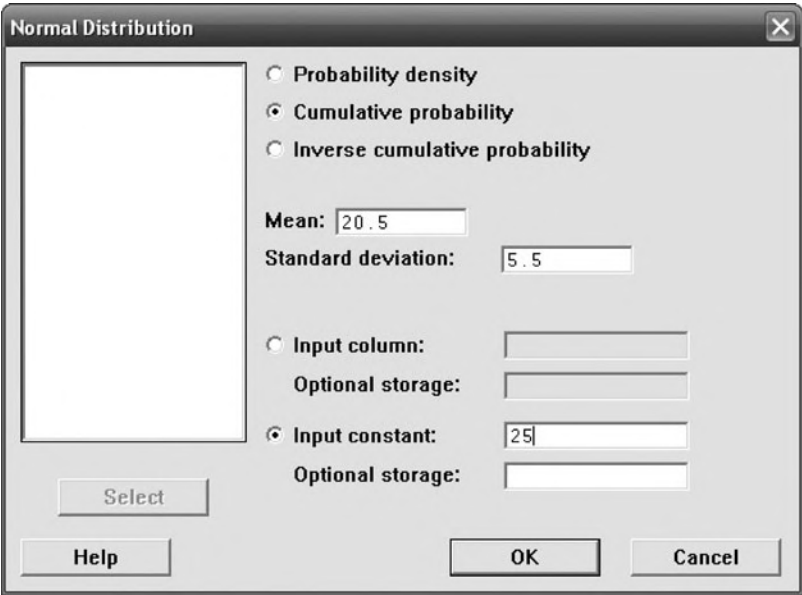 Normal Distribution
Probability density
Cumulative probability
Inverse cumulative probability
Mean: 20.5
Standard deviation: 5.5
Input column:
Optional storage:
Input constant: 25
Optional storage:
Select
Help OK Cancel